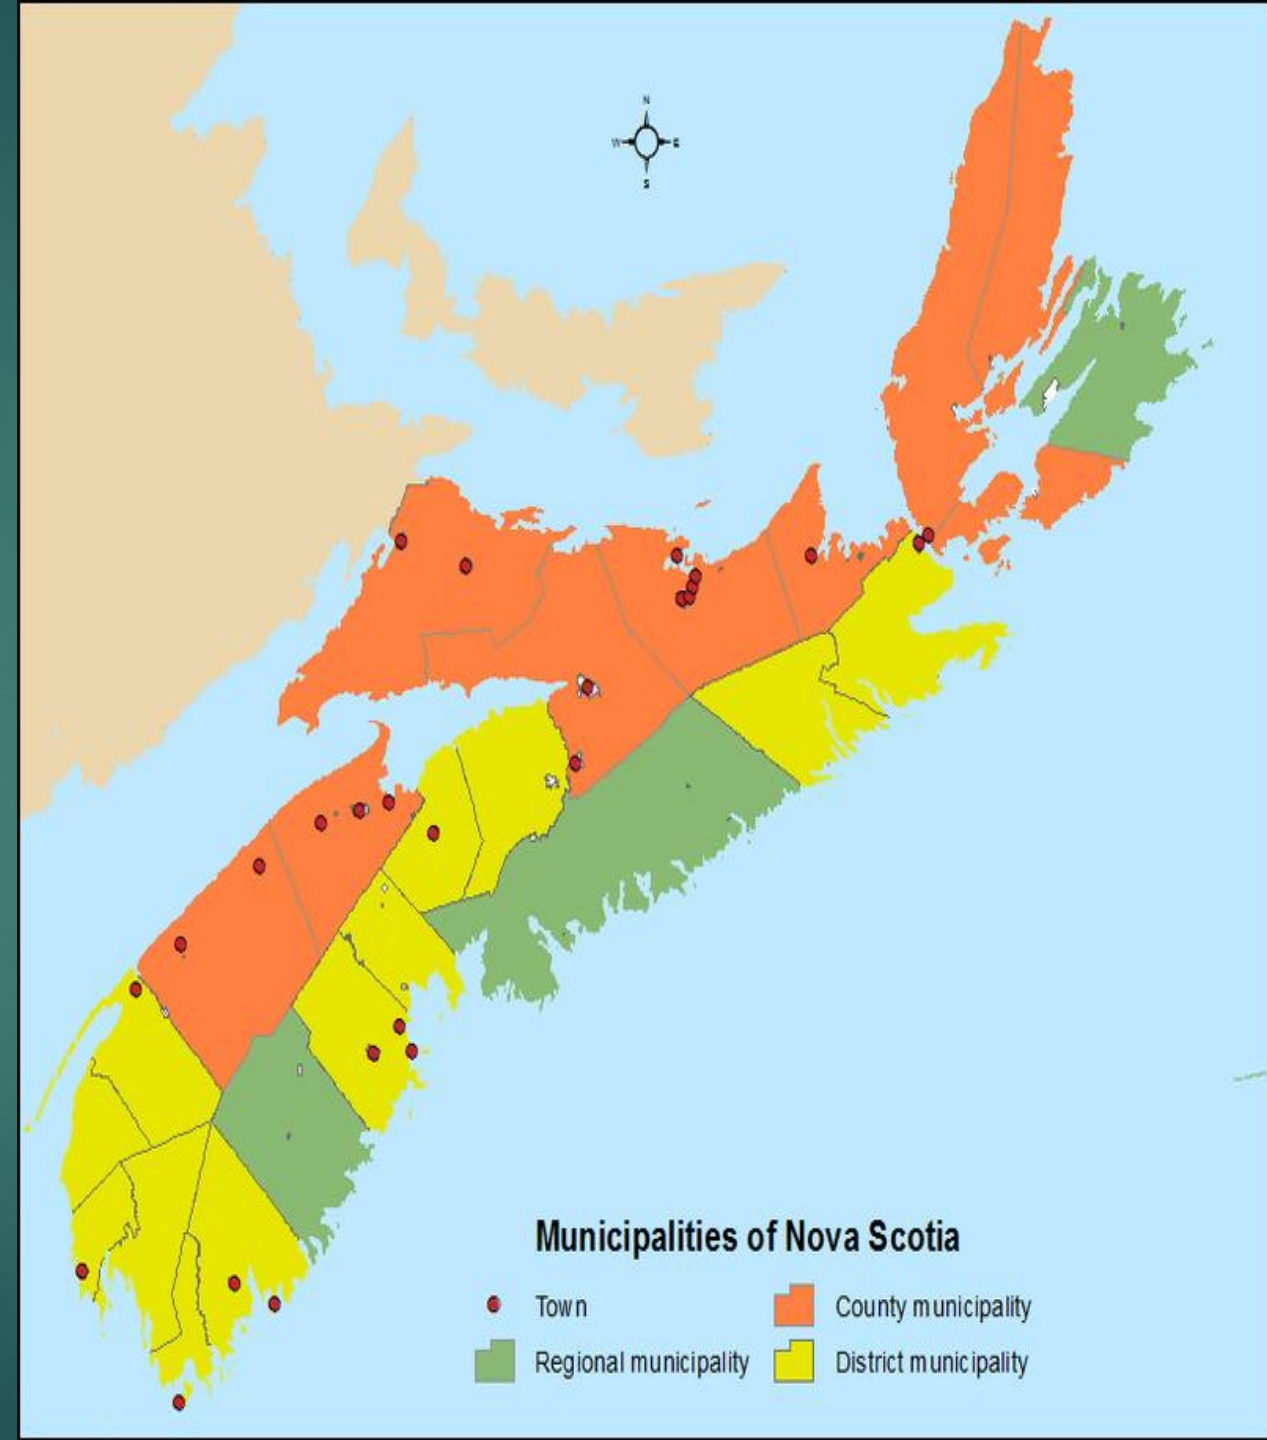 N
W E
S
Municipalities of Nova Scotia
Town
County municipality
Regional municipality
District municipality